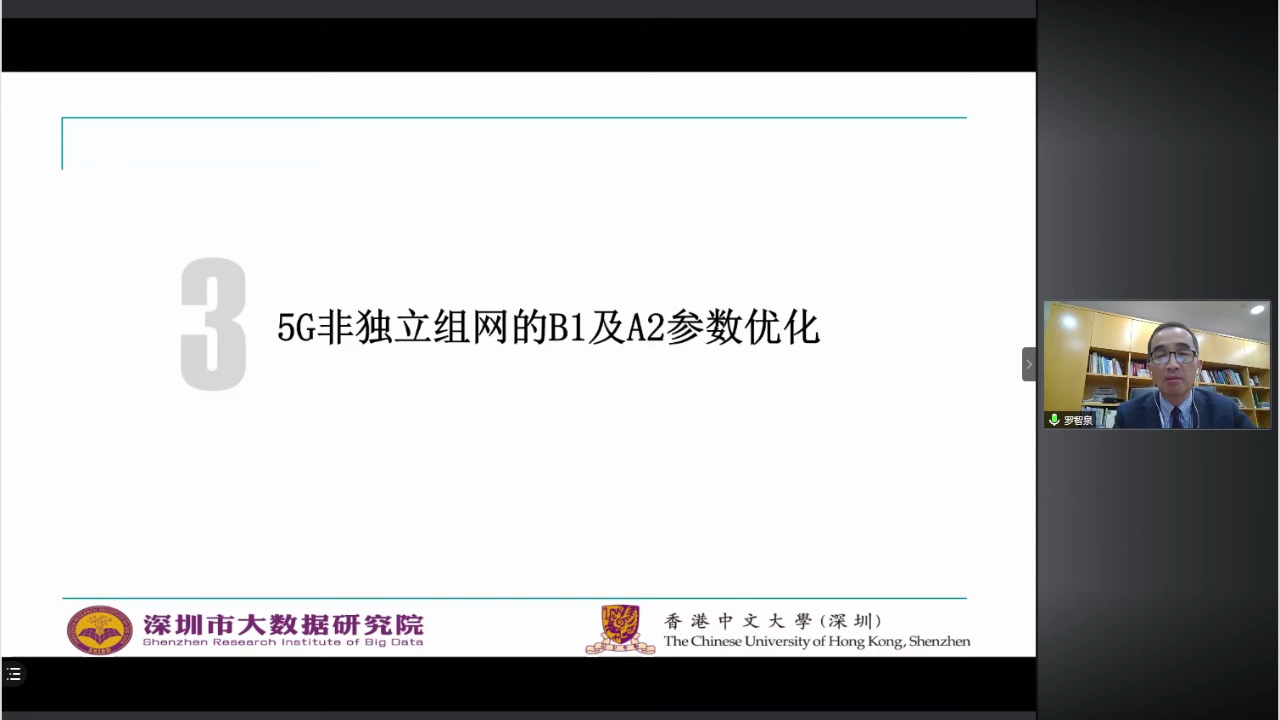 3
5G非独立组网的B1及A2参数优化
深圳市大数据研究院
Shenzhen Research Institute of Big Data
香港中文大學(深圳)
The Chinese University of Hong Kong, Shenzhen
罗智泉